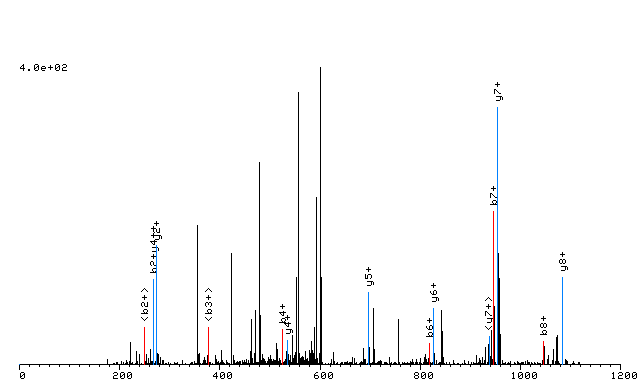 4.0e+02
<b2+>
b2+
y4++
y2+
<b3+>
b4+
y4+
y5+
b6+
y6+
<y7+>
b7+
y7+
b8+
y8+
0
200
400
600
800
1000
1200